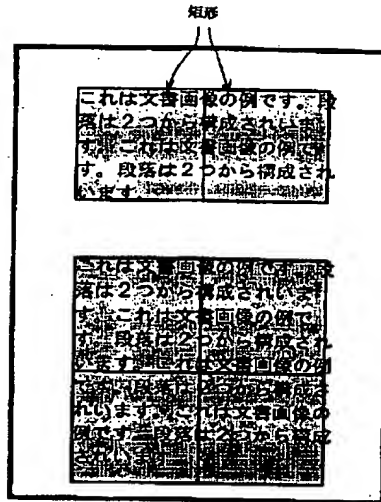 矩形
これは文書画像の例です。段
落は2つから構成されいま
す。これは文書画像の例で
す。段落は2つから構成され
います。
これは文書画像の例です。段
落は2つから構成されいま
す。これは文書画像の例で
す。段落は2つから構成され
います。これは文書画像の例
です。段落は2つから構成さ
れいます。これは文書画像の
例です。段落は2つから構成
されいます。